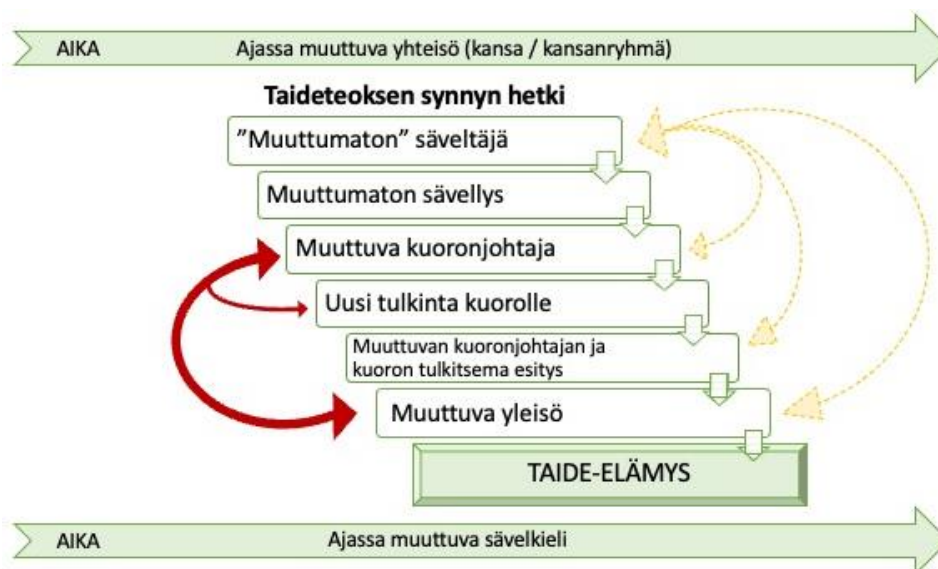 AIKA Ajassa muuttuva yhteisö (kansa / kansanryhmä)
Taideteoksen synnyn hetki
”Muuttumaton” säveltäjä
Muuttumaton sävellys
Muuttuva kuoronjohtaja
Uusi tulkinta kuorolle
Muuttuvan kuoronjohtajan ja
kuoron tulkitsema esitys
Muuttuva yleisö
TAIDE-ELÄMYS
AIKA Ajassa muuttuva sävelkieli